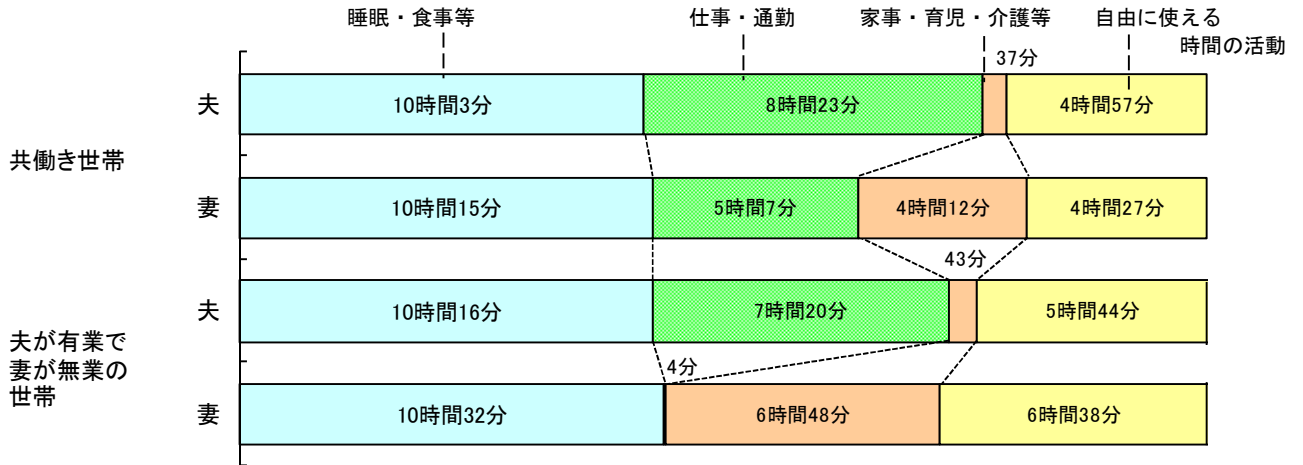 睡眠・食事等 仕事・通勤 家事・育児・介護等 自由に使える
時間の活動
37分
夫 10時間3分 8時間23分 4時間57分
共働き世帯
妻 10時間15分 5時間7分 4時間12分 4時間27分
43分
夫 10時間16分 7時間20分 5時間44分
夫が有業で
妻が無業の
世帯
4分
妻 10時間32分 6時間48分 6時間38分